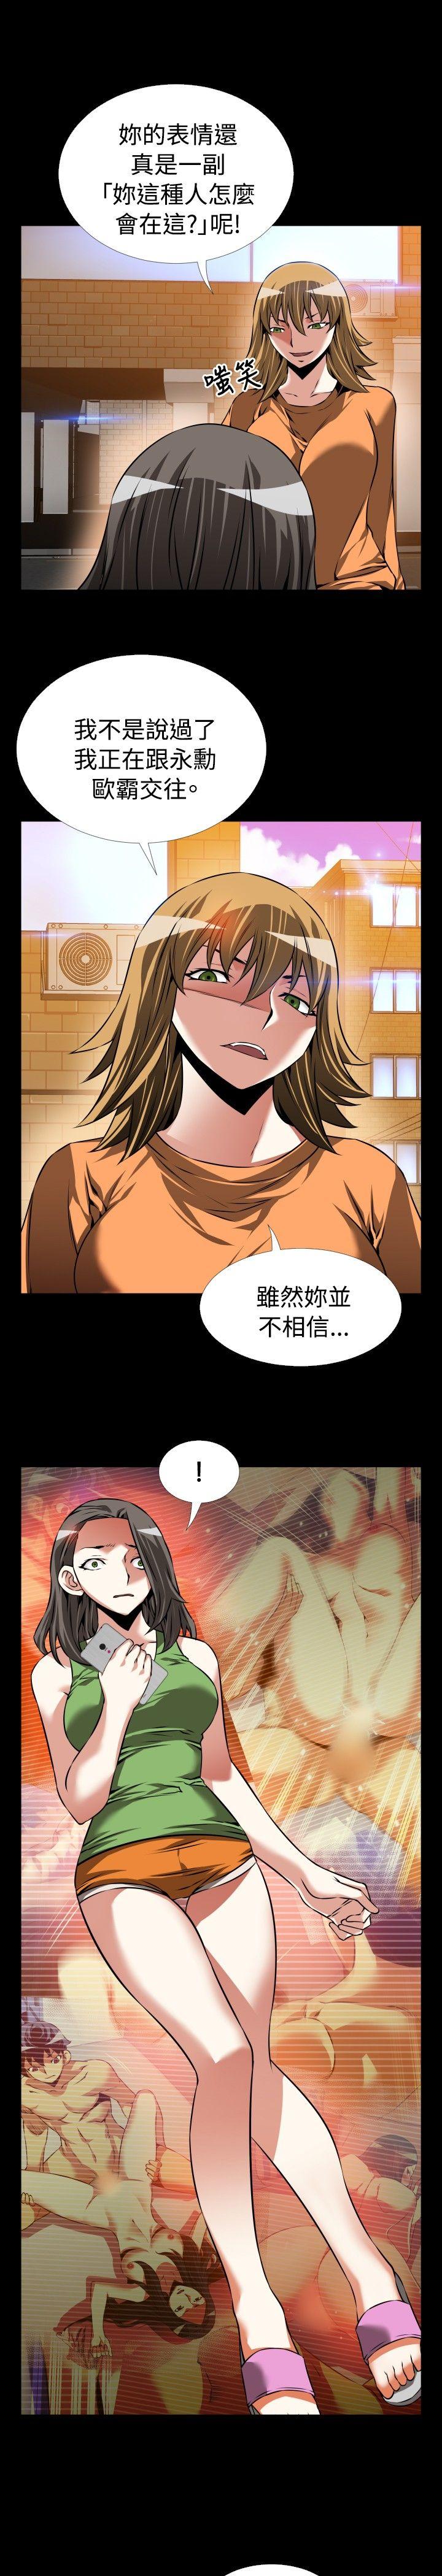 妳的表情還
真是一副
「妳這種人怎麼
會在這?」呢!
嗤笑
我不是說過了
我正在跟永勳
歐霸交往。
雖然妳並
不相信...
!